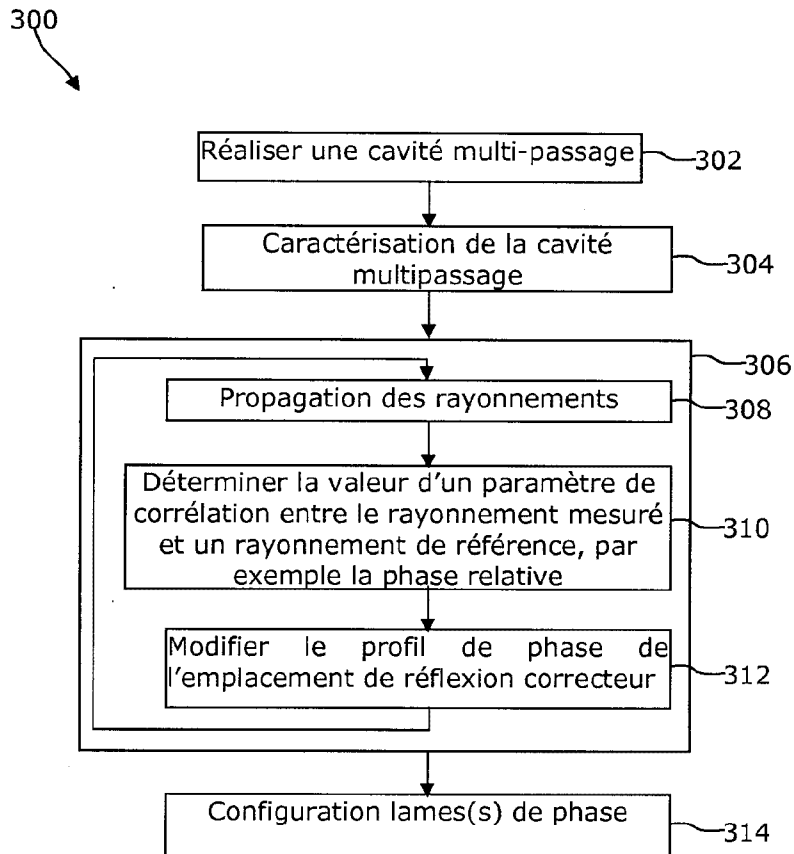 300
Réaliser une cavité multi-passage
302
Caractérisation de la cavité
multipassage
304
306
Propagation des rayonnements
308
Déterminer la valeur d'un paramètre de
corrélation entre le rayonnement mesuré
et un rayonnement de référence, par
exemple la phase relative
310
Modifier le profil de phase de
l'emplacement de réflexion correcteur
312
Configuration lames(s) de phase
314